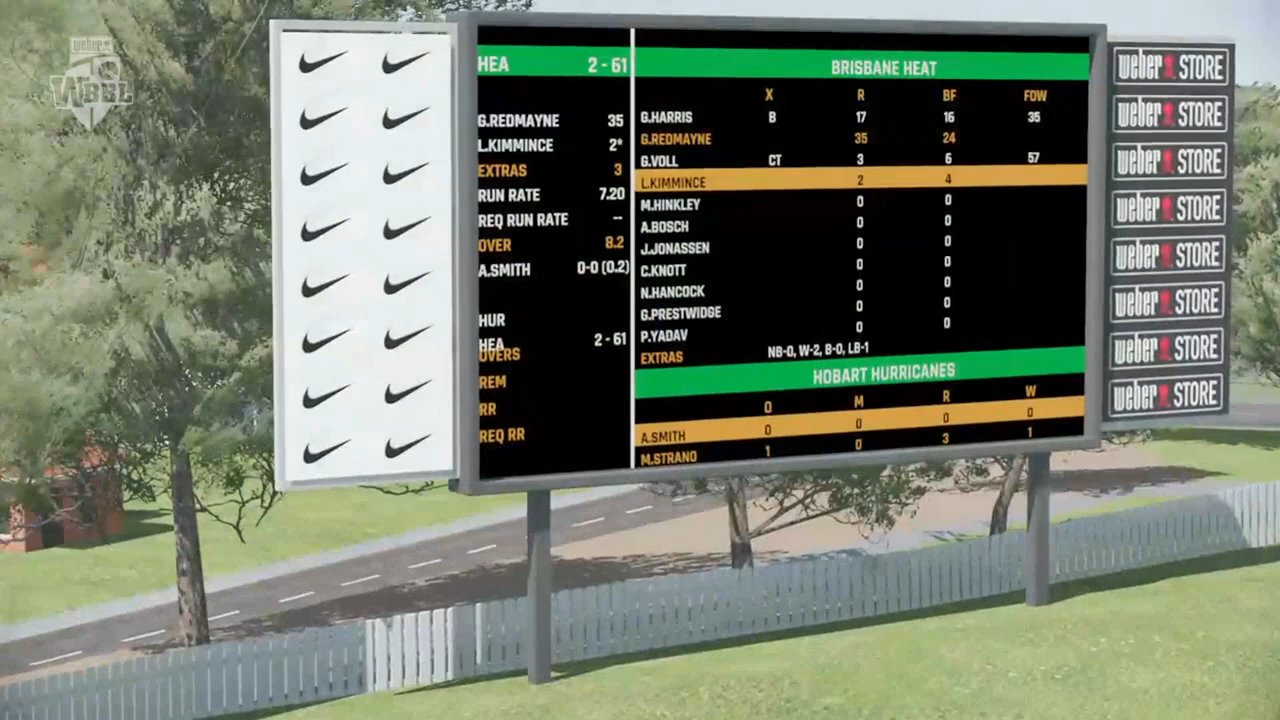 weber
WBBL
HEA 2 - 61
G.REDMAYNE 35
L.KIMMINCE 2*
EXTRAS 3
RUN RATE 7.20
REQ RUN RATE --
OVER 8.2
A.SMITH 0-0 (0.2)
HUR
HEA 2 - 61
OVERS
REM
RR
REQ RR
BRISBANE HEAT
X R BF FOW
G.HARRIS B 17 16 35
G.REDMAYNE 35 24
G.VOLL CT 3 6 57
L.KIMMINCE 2 4
M.HINKLEY 0 0
A.BOSCH 0 0
J.JONASSEN 0 0
C.KNOTT 0 0
N.HANCOCK 0 0
G.PRESTWIDGE 0 0
P.YADAV 0 0
EXTRAS NB-0, W-2, B-0, LB-1
HOBART HURRICANES
O M R W
A.SMITH 0 0 0 0
M.STRANO 1 0 3 1
weber STORE
weber STORE
weber STORE
weber STORE
weber STORE
weber STORE
weber STORE
weber STORE